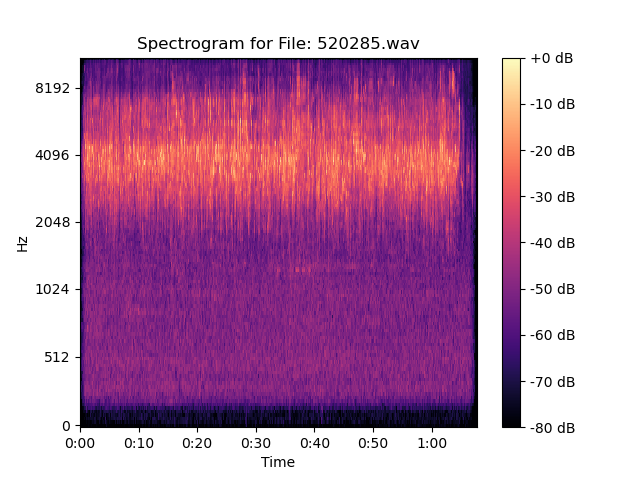 Spectrogram for File: 520285.wav
+0 dB
8192
-10 dB
4096
-20 dB
-30 dB
2048
Hz
-40 dB
1024
-50 dB
512
-60 dB
-70 dB
0
-80 dB
0:00 0:10 0:20 0:30 0:40 0:50 1:00
Time